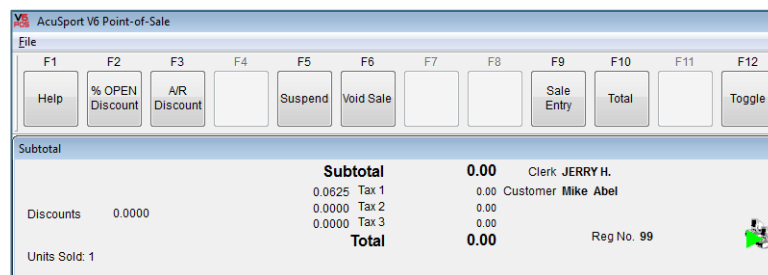 V6 POS AcuSport V6 Point-of-Sale
File
F1 F2 F3 F4 F5 F6 F7 F8 F9 F10 F11 F12
Help % OPEN Discount A/R Discount Suspend Void Sale Sale Entry Total Toggle
Subtotal
Subtotal 0.00 Clerk JERRY H.
0.0625 Tax 1 0.00 Customer Mike Abel
Discounts 0.0000 0.0000 Tax 2 0.00
0.0000 Tax 3 0.00
Total 0.00 Reg No. 99
Units Sold: 1